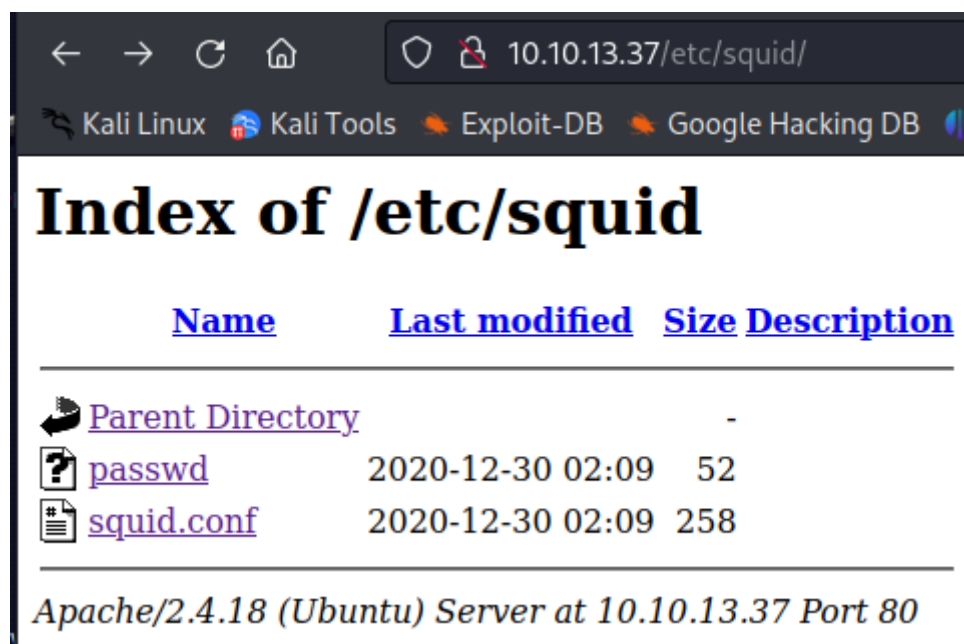 10.10.13.37/etc/squid/
Kali Linux Kali Tools Exploit-DB Google Hacking DB
Index of /etc/squid
Name Last modified Size Description
Parent Directory -
passwd 2020-12-30 02:09 52
squid.conf 2020-12-30 02:09 258
Apache/2.4.18 (Ubuntu) Server at 10.10.13.37 Port 80